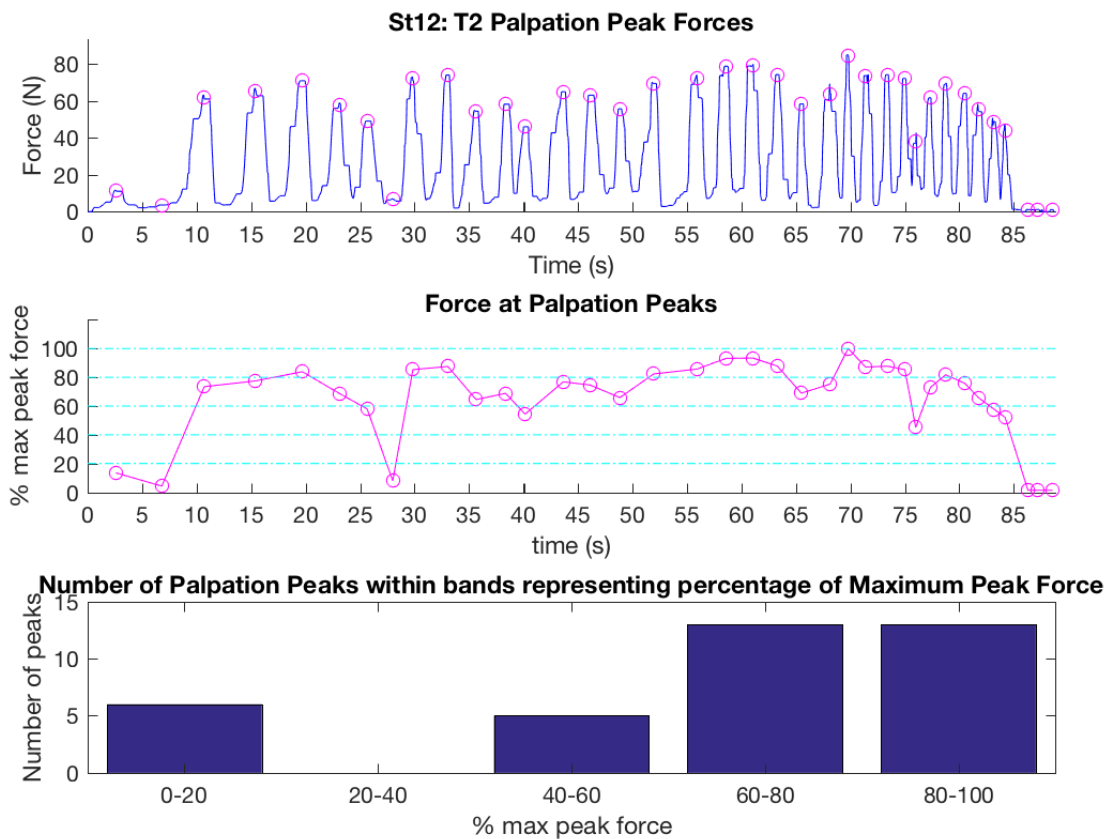 St12: T2 Palpation Peak Forces
Force (N)
80
60
40
20
0
0 5 10 15 20 25 30 35 40 45 50 55 60 65 70 75 80 85
Time (s)
Force at Palpation Peaks
% max peak force
100
80
60
40
20
0
0 5 10 15 20 25 30 35 40 45 50 55 60 65 70 75 80 85
time (s)
Number of Palpation Peaks within bands representing percentage of Maximum Peak Force
Number of peaks
15
10
5
0
0-20 20-40 40-60 60-80 80-100
% max peak force